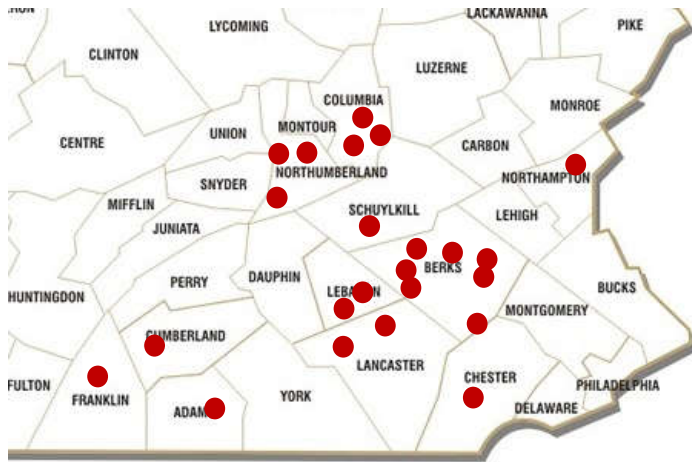 LACKAWANNA
PIKE
LYCOMING
CLINTON
LUZERNE
COLUMBIA
MONROE
MONTOUR
UNION
CENTRE
CARBON
NORTHUMBERLAND
NORTHAMPTON
SNYDER
MIFFLIN
SCHUYLKILL
LEHIGH
JUNIATA
BERKS
DAUPHIN
PERRY
BUCKS
LEBANON
HUNTINGDON
MONTGOMERY
CUMBERLAND
LANCASTER
CHESTER
FULTON
PHILADELPHIA
YORK
FRANKLIN
DELAWARE
ADAM